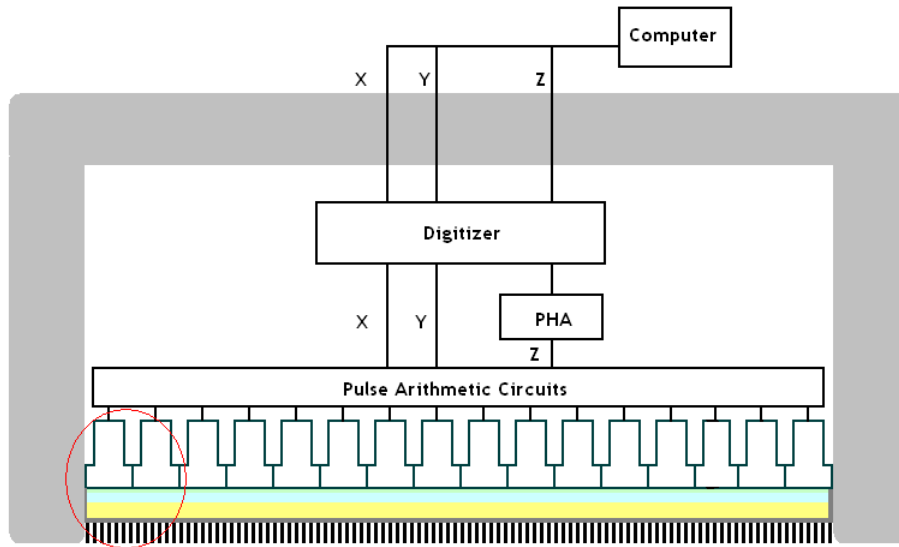 Computer
X Y Z
Digitizer
X Y PHA
Z
Pulse Arithmetic Circuits